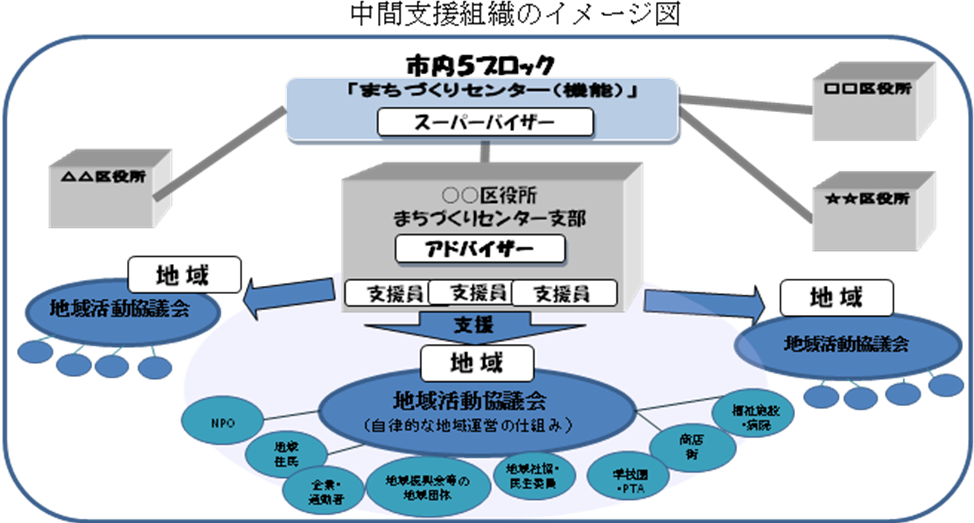 中間支援組織のイメージ図
市内5ブロック
「まちづくりセンター(機能)」
スーパーバイザー
□□区役所
△△区役所
☆☆区役所
○○区役所
まちづくりセンター支部
アドバイザー
支援員
支援員
支援員
支援
地域
地域活動協議会
地域
地域活動協議会
地域
地域活動協議会
(自律的な地域運営の仕組み)
NPO
地域
住民
企業・
通勤者
地域振興会等の
地域団体
地域社協・
民生委員
学校園
・PTA
商店
街
福祉施設
・病院